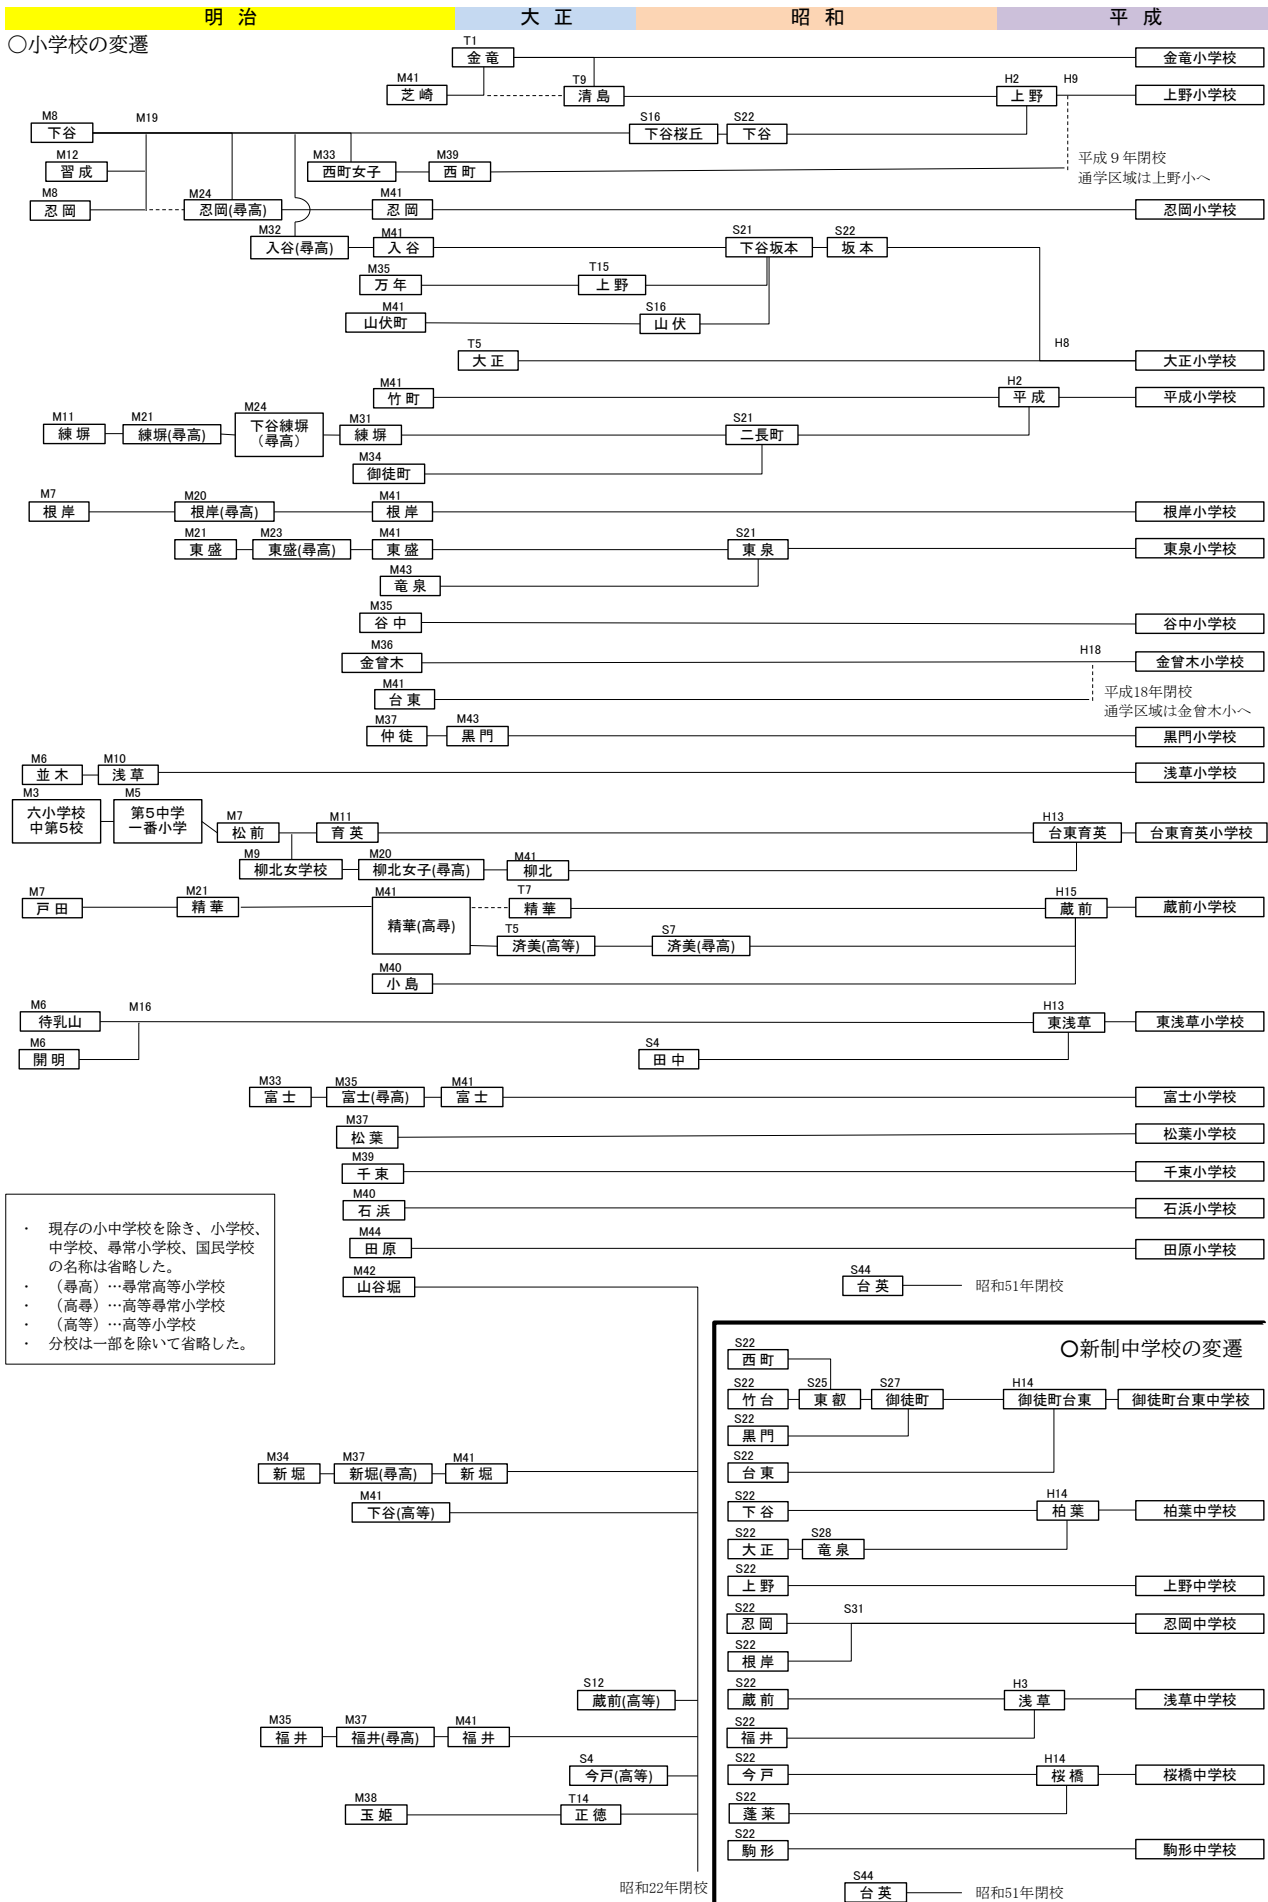 明 治
大 正
昭 和
平 成
〇小学校の変遷
T1
金 竜
金竜小学校
M41
芝 崎
T9
清 島
H2
上 野
H9
上野小学校
M8
下 谷
M19
S16
下谷桜丘
S22
下 谷
M12
習 成
M33
西町女子
M39
西 町
平成9年閉校
通学区域は上野小へ
M8
忍 岡
M24
忍岡(尋高)
M41
忍 岡
忍岡小学校
M32
入谷(尋高)
M41
入 谷
S21
下谷坂本
S22
坂 本
M35
万 年
T15
上 野
M41
山伏町
S16
山 伏
T5
大 正
H8
大正小学校
M41
竹 町
H2
平 成
平成小学校
M11
練 塀
M21
練塀(尋高)
M24
下谷練塀
(尋高)
M31
練 塀
S21
二長町
M34
御徒町
M7
根 岸
M20
根岸(尋高)
M41
根 岸
根岸小学校
M21
東 盛
M23
東盛(尋高)
M41
東 盛
S21
東 泉
東泉小学校
M43
竜 泉
M35
谷 中
谷中小学校
M36
金曾木
H18
金曾木小学校
M41
台 東
平成18年閉校
通学区域は金曾木小へ
M37
仲 徒
M43
黒 門
黒門小学校
M6
並 木
M10
浅 草
浅草小学校
M3
六小学校
中第5校
M5
第5中学
一番小学
M7
松 前
M11
育 英
H13
台東育英
台東育英小学校
M9
柳北女学校
M20
柳北女子(尋高)
M41
柳北
M7
戸 田
M21
精 華
M41
精華(高尋)
T7
精 華
H15
蔵 前
蔵前小学校
T5
済美(高等)
S7
済美(尋高)
M40
小 島
M6
待乳山
M16
H13
東浅草
東浅草小学校
M6
開 明
S4
田 中
M33
富 士
M35
富士(尋高)
M41
富 士
富士小学校
M37
松 葉
松葉小学校
M39
千 束
千束小学校
M40
石 浜
石浜小学校
M44
田 原
田原小学校
M42
山谷堀
S44
台 英
昭和51年閉校
・ 現存の小中学校を除き、小学校、
中学校、尋常小学校、国民学校
の名称は省略した。
・ (尋高)…尋常高等小学校
・ (高尋)…高等尋常小学校
・ (高等)…高等小学校
・ 分校は一部を除いて省略した。
M34
新 堀
M37
新堀(尋高)
M41
新 堀
M41
下谷(高等)
S12
蔵前(高等)
M35
福 井
M37
福井(尋高)
M41
福 井
S4
今戸(高等)
M38
玉 姫
T14
正 徳
昭和22年閉校
〇新制中学校の変遷
S22
西 町
S22
竹 台
S25
東 叡
S27
御徒町
H14
御徒町台東
御徒町台東中学校
S22
黒 門
S22
台 東
S22
下 谷
H14
柏 葉
柏葉中学校
S22
大 正
S28
竜 泉
S22
上 野
上野中学校
S22
忍 岡
S31
忍岡中学校
S22
根 岸
S22
蔵 前
H3
浅 草
浅草中学校
S22
福 井
S22
今 戸
H14
桜 橋
桜橋中学校
S22
蓬 莱
S22
駒 形
駒形中学校
S44
台 英
昭和51年閉校